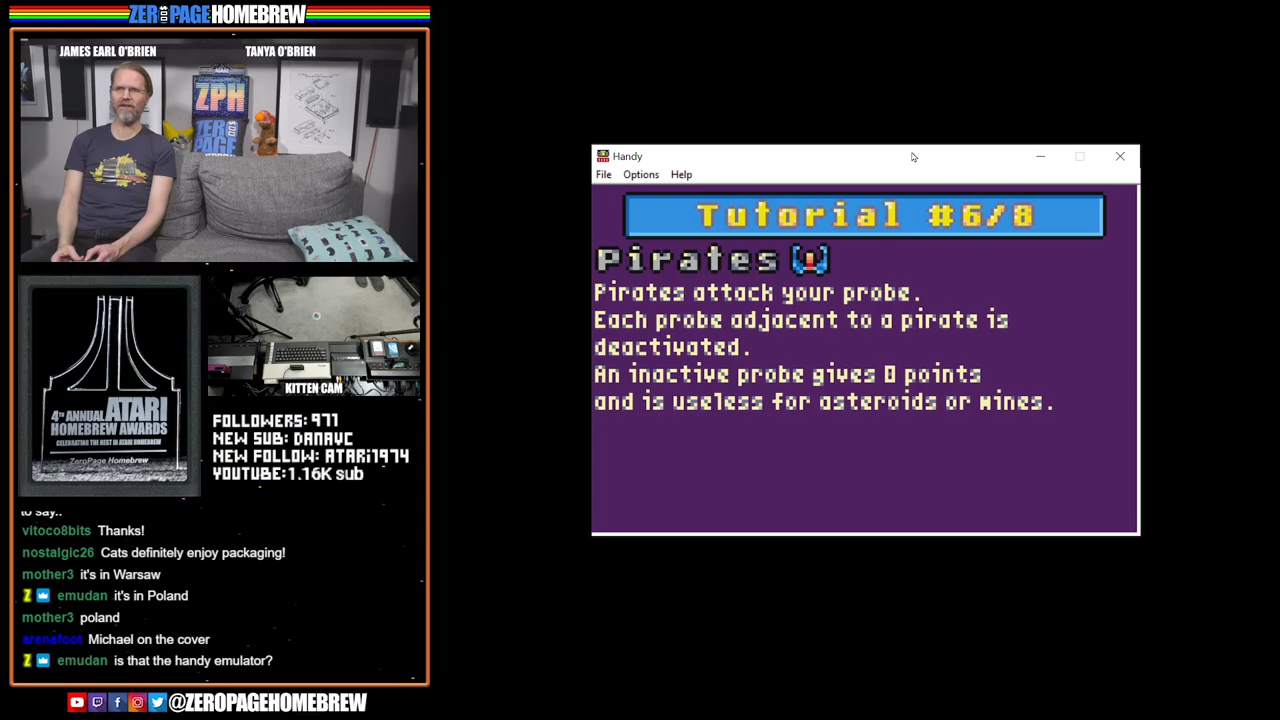 ZEROPAGE HOMEBREW
JAMES EARL O'BRIEN
TANYA O'BRIEN
ZPH
ZERO
PAGE
4TH ANNUAL ATARI
HOMEBREW AWARDS
CELEBRATING THE BEST IN ATARI HOMEBREW
ZeroPage Homebrew
KITTEN CAM
FOLLOWERS: 971
NEW SUB: DANAYC
NEW FOLLOW: ATARI1974
YOUTUBE:1.16K sub
to say..
vitoco8bits Thanks!
nostalgic26 Cats definitely enjoy packaging!
mother3 it's in Warsaw
Z emudan it's in Poland
mother3 poland
arenafoot Michael on the cover
Z emudan is that the handy emulator?
@ZEROPAGEHOMEBREW
Handy
File Options Help
Tutorial #6/8
Pirates
Pirates attack your probe.
Each probe adjacent to a pirate is
deactivated.
An inactive probe gives 0 points
and is useless for asteroids or Mines.